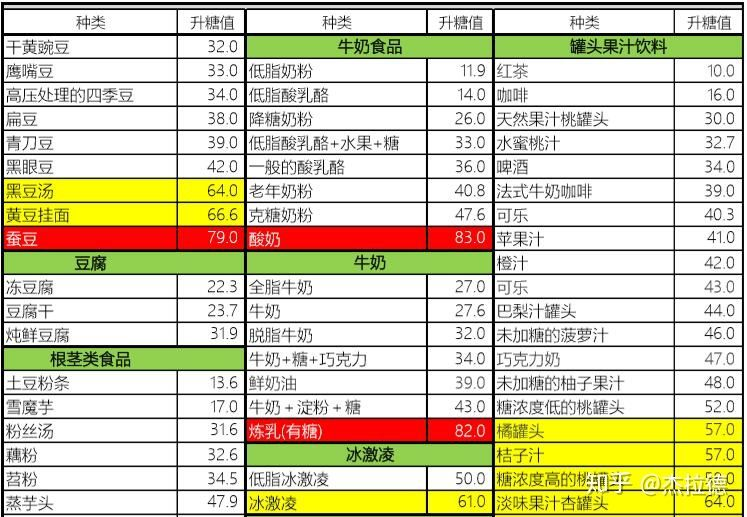 种类 升糖值 种类 升糖值 种类 升糖值
干黄豌豆 32.0 牛奶食品 罐头果汁饮料
鹰嘴豆 33.0 低脂奶粉 11.9 红茶 10.0
高压处理的四季豆 34.0 低脂酸乳酪 14.0 咖啡 16.0
扁豆 38.0 降糖奶粉 26.0 天然果汁桃罐头 30.0
青刀豆 39.0 低脂酸乳酪+水果+糖 33.0 水蜜桃汁 32.7
黑眼豆 42.0 一般的酸乳酪 36.0 啤酒 34.0
黑豆汤 64.0 老年奶粉 40.8 法式牛奶咖啡 39.0
黄豆挂面 66.6 克糖奶粉 47.6 可乐 40.3
蚕豆 79.0 酸奶 83.0 苹果汁 41.0
豆腐 牛奶 橙汁 42.0
冻豆腐 22.3 全脂牛奶 27.0 可乐 43.0
豆腐干 23.7 牛奶 27.6 巴梨汁罐头 44.0
炖鲜豆腐 31.9 脱脂牛奶 32.0 未加糖的菠萝汁 46.0
根茎类食品 牛奶+糖+巧克力 34.0 巧克力奶 47.0
土豆粉条 13.6 鲜奶油 39.0 未加糖的柚子果汁 48.0
雪魔芋 17.0 牛奶+淀粉+糖 43.0 糖浓度低的桃罐头 52.0
粉丝汤 31.6 炼乳(有糖) 82.0 橘罐头 57.0
藕粉 32.6 冰激凌 桔子汁 57.0
苕粉 34.5 低脂冰激凌 50.0 糖浓度高的桃罐头
蒸芋头 47.9 冰激凌 61.0 淡味果汁杏罐头 64.0
知乎 @杰拉德